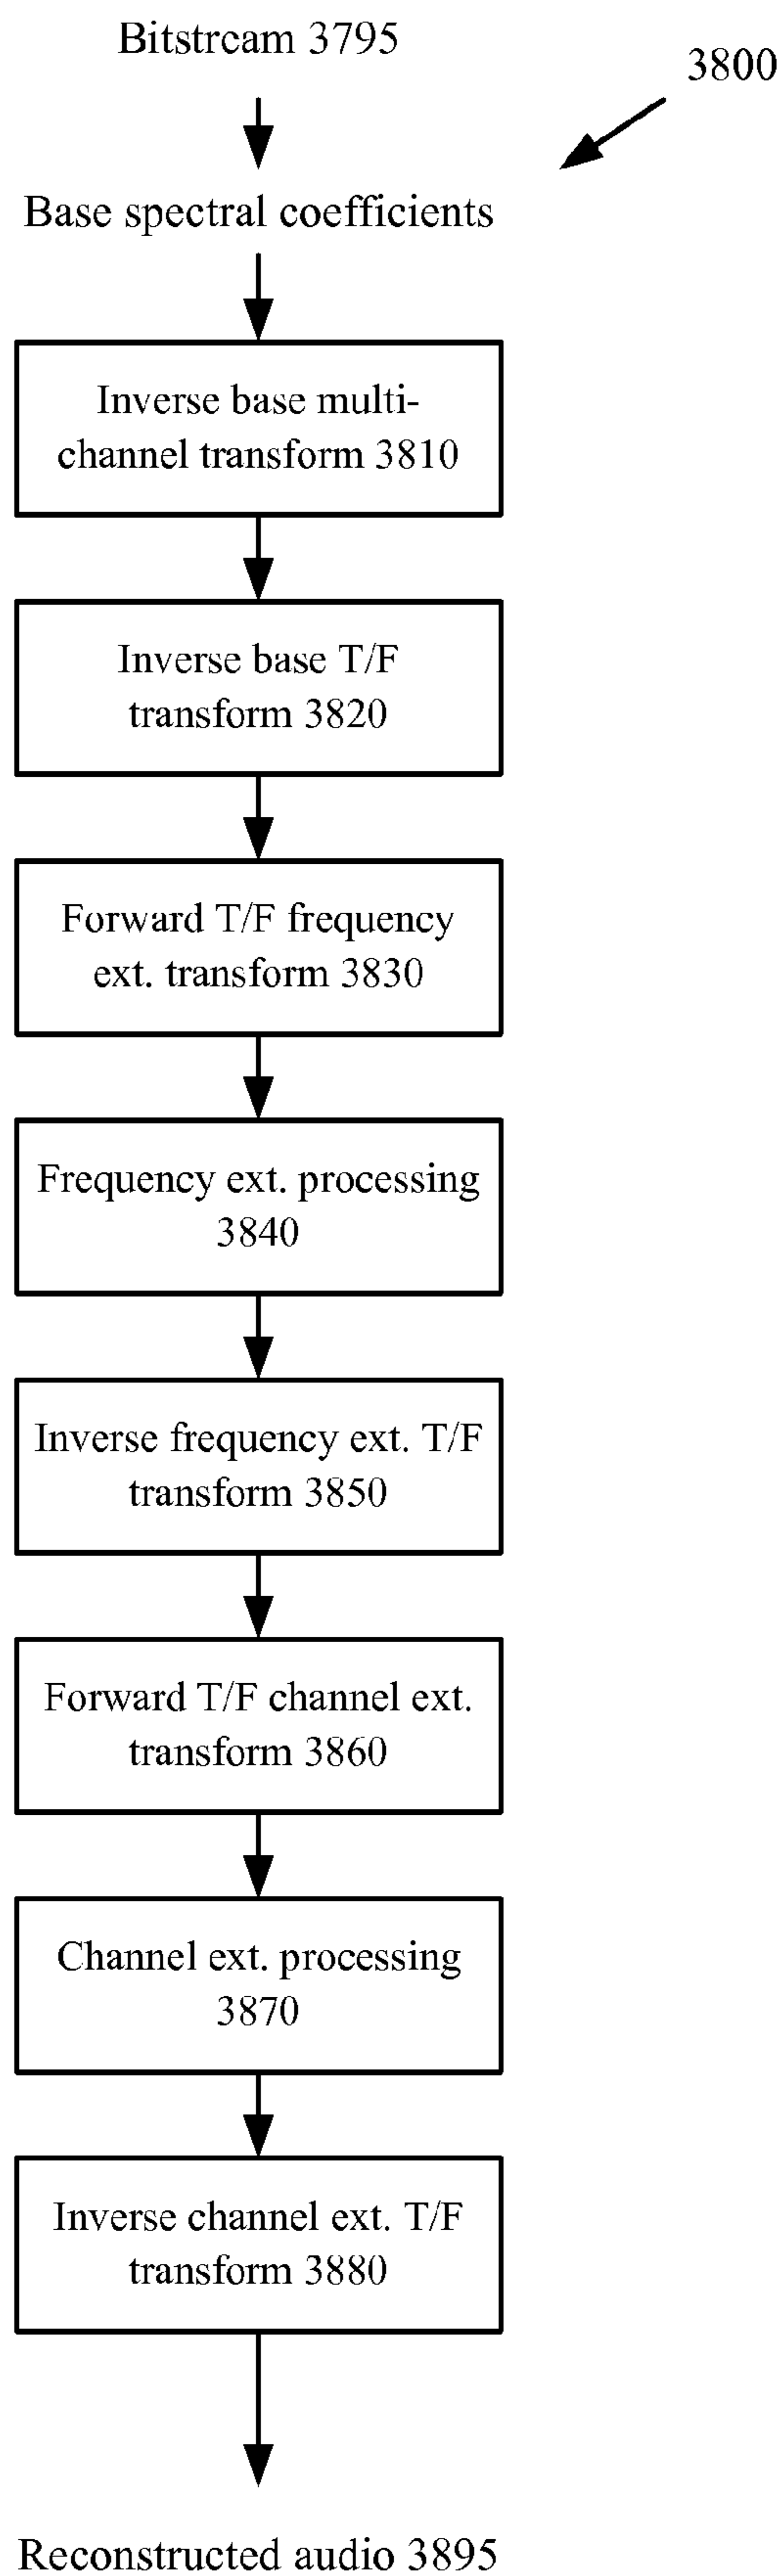 Bitstream 3795
3800
Base spectral coefficients
Inverse base multi-
channel transform 3810
Inverse base T/F
transform 3820
Forward T/F frequency
ext. transform 3830
Frequency ext. processing
3840
Inverse frequency ext. T/F
transform 3850
Forward T/F channel ext.
transform 3860
Channel ext. processing
3870
Inverse channel ext. T/F
transform 3880
Reconstructed audio 3895